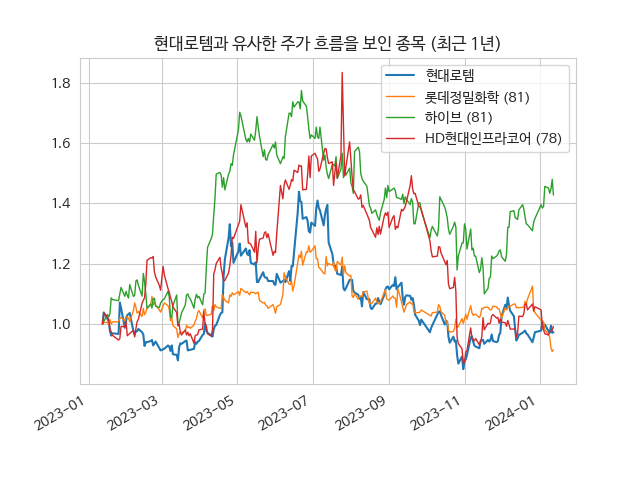 현대로템과 유사한 주가 흐름을 보인 종목 (최근 1년)
현대로템
롯데정밀화학 (81)
하이브 (81)
HD현대인프라코어 (78)
1.8
1.6
1.4
1.2
1.0
2023-01
2023-03
2023-05
2023-07
2023-09
2023-11
2024-01